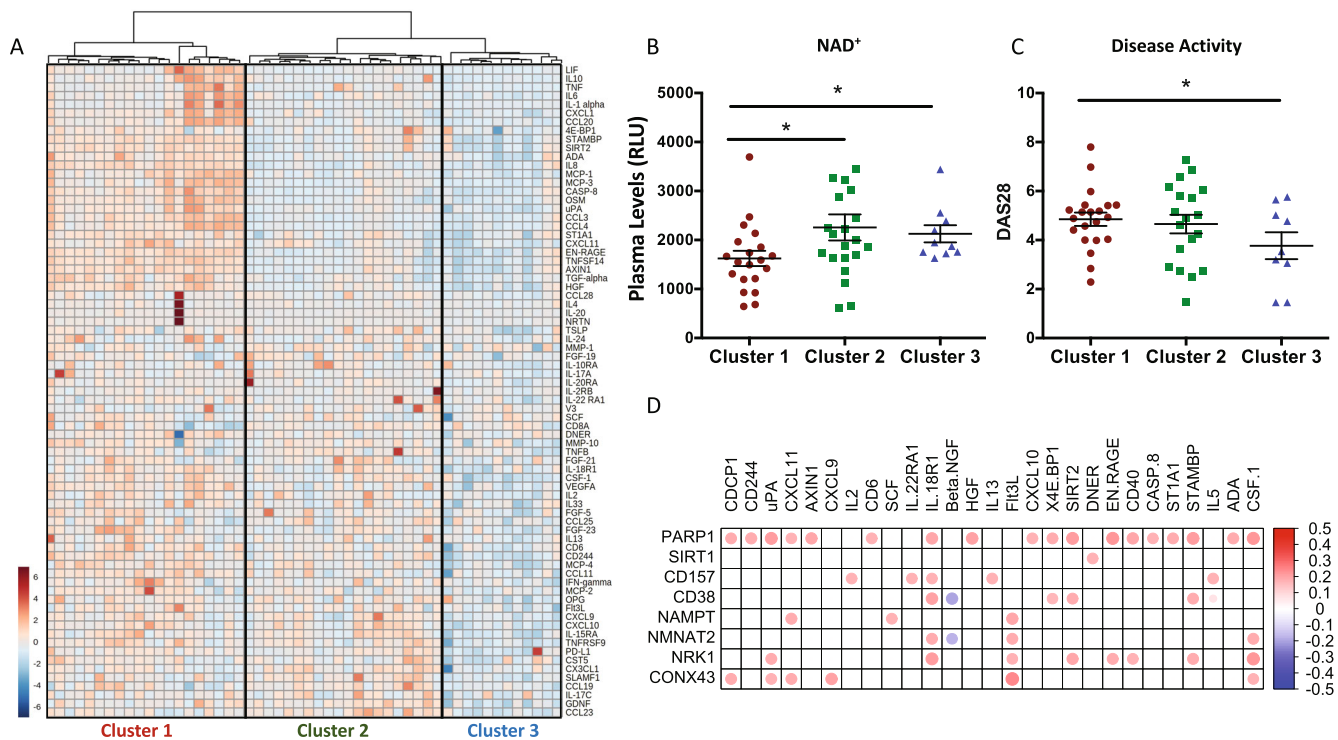 A
LIF
IL10
TNF
IL6
IL-1 alpha
CXCL1
CCL20
4E-BP1
STAMBP
SIRT2
ADA
IL8
MCP-1
MCP-3
CASP-8
OSM
uPA
CCL3
CCL4
ST1A1
CXCL11
EN-RAGE
TNFSF14
AXIN1
TGF-alpha
HGF
CCL28
IL4
IL-20
NRTN
TSLP
IL-24
MMP-1
FGF-19
IL-10RA
IL-17A
IL-20RA
IL-2RB
IL-22 RA1
V3
SCF
CD8A
DNER
MMP-10
TNFB
FGF-21
IL-18R1
CSF-1
VEGFA
IL2
IL33
FGF-5
CCL25
FGF-23
IL13
CD6
CD244
MCP-4
CCL11
IFN-gamma
MCP-2
OPG
Flt3L
CXCL9
CXCL10
IL-15RA
TNFRSF9
PD-L1
CST5
CX3CL1
SLAMF1
CCL19
IL-17C
GDNF
CCL23
6
4
2
0
-2
-4
-6
Cluster 1
Cluster 2
Cluster 3
B
NAD+
Plasma Levels (RLU)
5000
4000
3000
2000
1000
0
*
*
Cluster 1
Cluster 2
Cluster 3
C
Disease Activity
DAS28
10
8
6
4
2
0
*
Cluster 1
Cluster 2
Cluster 3
D
CDCP1
CD244
uPA
CXCL11
AXIN1
CXCL9
IL2
CD6
SCF
IL.22RA1
IL.18R1
Beta.NGF
HGF
IL13
Flt3L
CXCL10
X4E.EBP1
SIRT2
DNER
EN.RAGE
CD40
CASP.8
ST1A1
STAMBP
IL5
ADA
CSF.1
PARP1
SIRT1
CD157
CD38
NAMPT
NMNAT2
NRK1
CONX43
0.5
0.4
0.3
0.2
0.1
0
-0.1
-0.2
-0.3
-0.4
-0.5